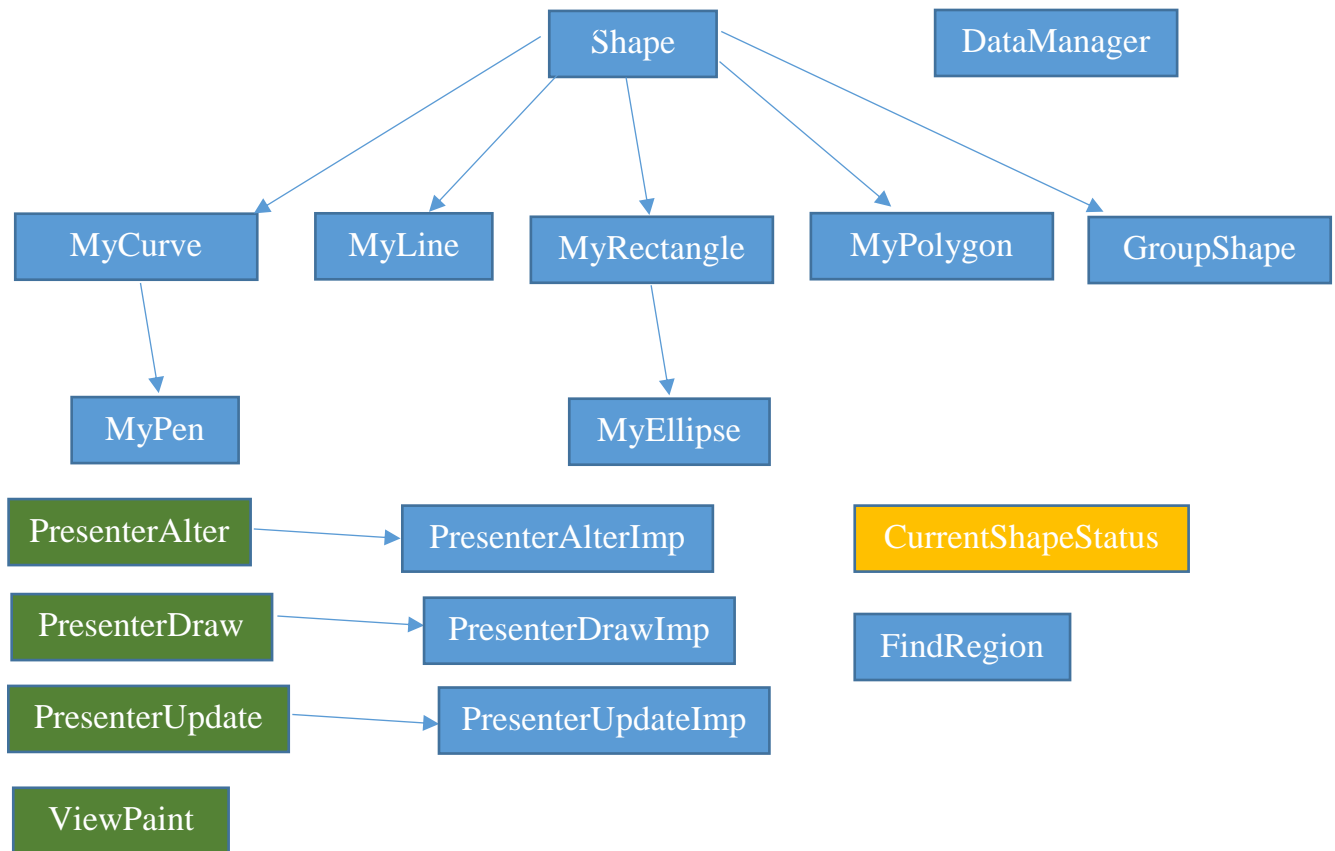 Shape
DataManager
MyCurve
MyLine
MyRectangle
MyPolygon
GroupShape
MyPen
MyEllipse
PresenterAlter
PresenterAlterImp
CurrentShapeStatus
PresenterDraw
PresenterDrawImp
FindRegion
PresenterUpdate
PresenterUpdateImp
ViewPaint